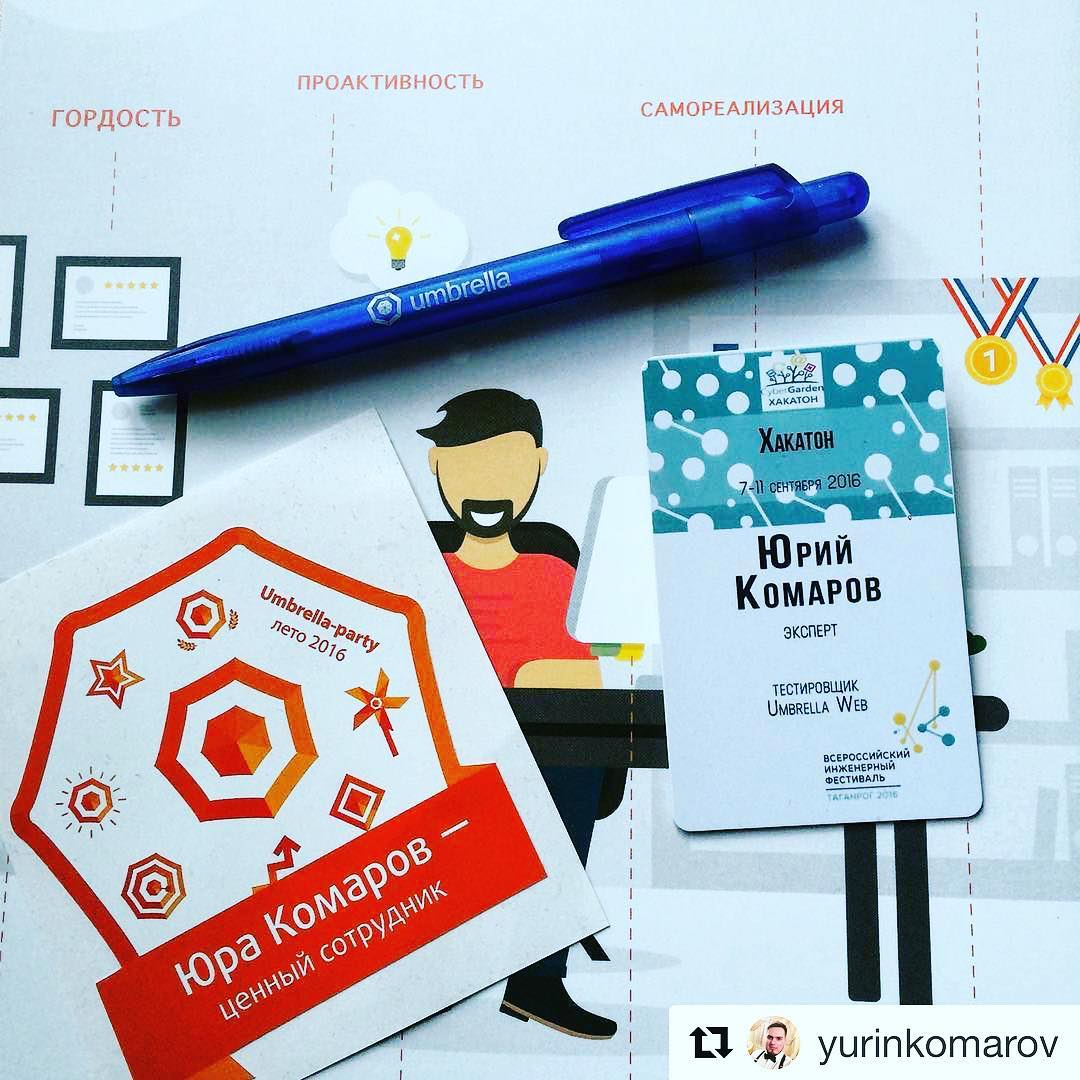 ПРОАКТИВНОСТЬ
ГОРДОСТЬ
САМОРЕАЛИЗАЦИЯ
umbrella
1
CyberGarden
ХАКАТОН
ХАКАТОН
7-11 СЕНТЯБРЯ 2016
ЮРИЙ
КОМАРОВ
ЭКСПЕРТ
ТЕСТИРОВЩИК
UMBRELLA WEB
ВСЕРОССИЙСКИЙ
ИНЖЕНЕРНЫЙ
ФЕСТИВАЛЬ
ТАГАНРОГ 2016
Umbrella-party
лето 2016
Юра Комаров —
ценный сотрудник
yurinkomarov